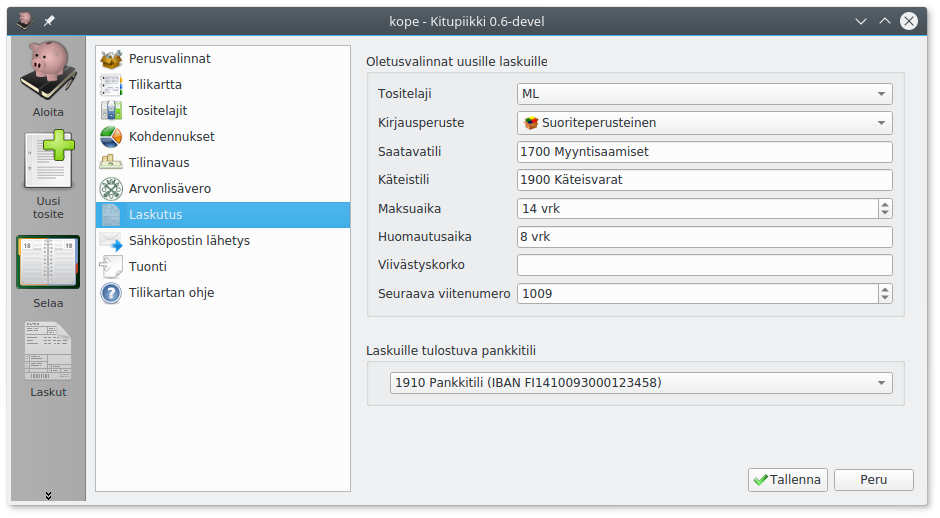 kope - Kitupiikki 0.6-devel
Aloita
Uusi
tosite
18 19
Selaa
Laskut
Perusvalinnat
Tilikartta
Tositelajit
Kohdennukset
Tilinavaus
Arvonlisävero
Laskutus
Sähköpostin lähetys
Tuonti
Tilikartan ohje
Oletusvalinnat uusille laskuille
Tositelaji ML
Kirjausperuste Suoriteperusteinen
Saatavatili 1700 Myyntisaamiset
Käteistili 1900 Käteisvarat
Maksuaika 14 vrk
Huomautusaika 8 vrk
Viivästyskorko
Seuraava viitenumero 1009
Laskuille tulostuva pankkitili
1910 Pankkitili (IBAN FI1410093000123458)
Tallenna Peru